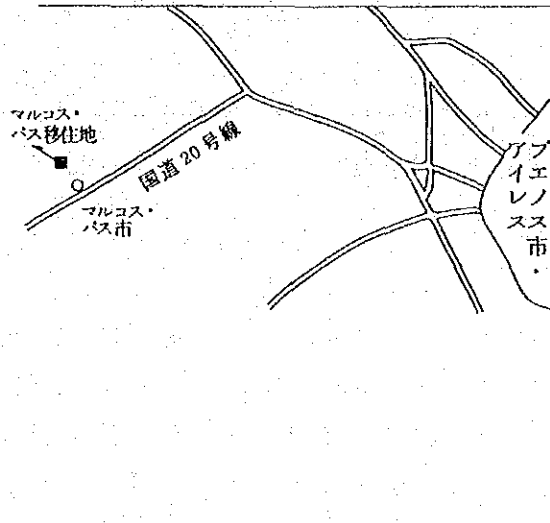 マルコス・
パス移住地
国道20号線
マルコス・
パス市
ブエノス・
アイレス市